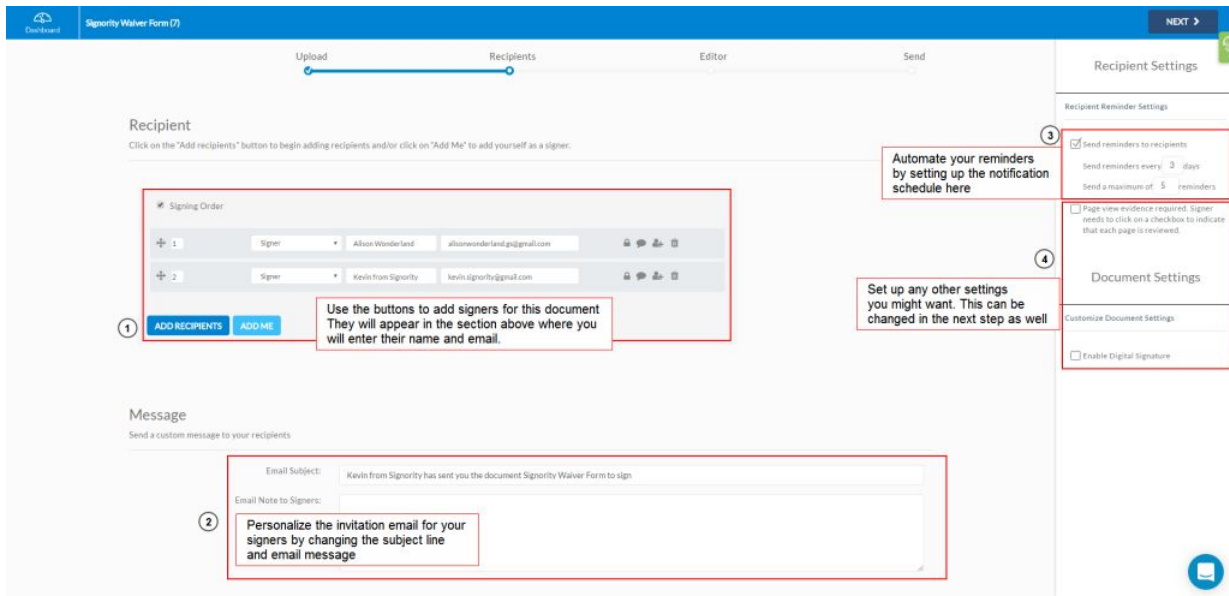 Dashboard
Signority Waiver Form (7)
NEXT >
Upload
Recipients
Editor
Send
Recipient
Click on the "Add recipients" button to begin adding recipients and/or click on "Add Me" to add yourself as a signer.
Signing Order
1
Signer
Alison Wonderland
alisonwonderland.gs@gmail.com
2
Signer
Kevin from Signority
kevin.signority@gmail.com
1
ADD RECIPIENTS
ADD ME
Use the buttons to add signers for this document
They will appear in the section above where you
will enter their name and email.
Message
Send a custom message to your recipients
Email Subject:
Kevin from Signority has sent you the document Signority Waiver Form to sign
Email Note to Signers:
2
Personalize the invitation email for your
signers by changing the subject line
and email message
Recipient Settings
Recipient Reminder Settings
3
Automate your reminders
by setting up the notification
schedule here
Send reminders to recipients
Send reminders every 3 days
Send a maximum of 5 reminders
Page view evidence required. Signer
needs to click on a checkbox to indicate
that each page is reviewed.
4
Set up any other settings
you might want. This can be
changed in the next step as well
Document Settings
Customize Document Settings
Enable Digital Signature